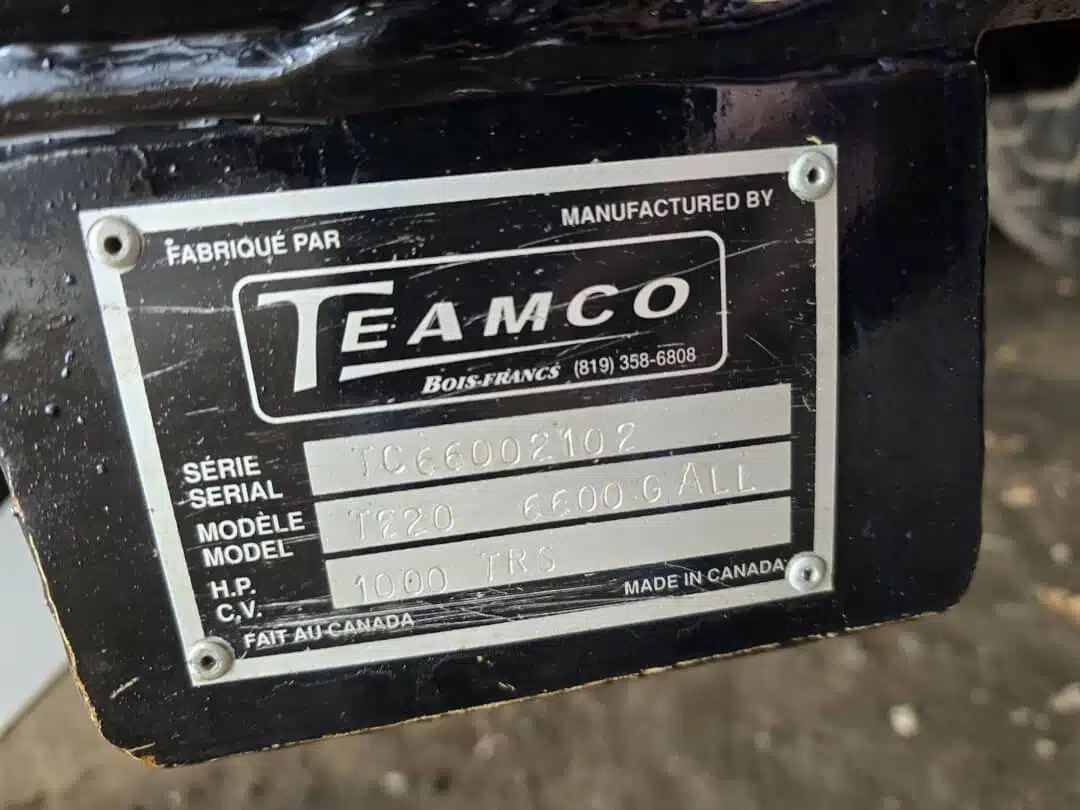 FABRIQUÉ PAR
MANUFACTURED BY
TEAMCO
BOIS-FRANCS (819) 358-6808
SÉRIE
SERIAL
TC66002102
MODÈLE
MODEL
T220 6600 GALL
H.P.
C.V.
1000 TRS
FAIT AU CANADA
MADE IN CANADA